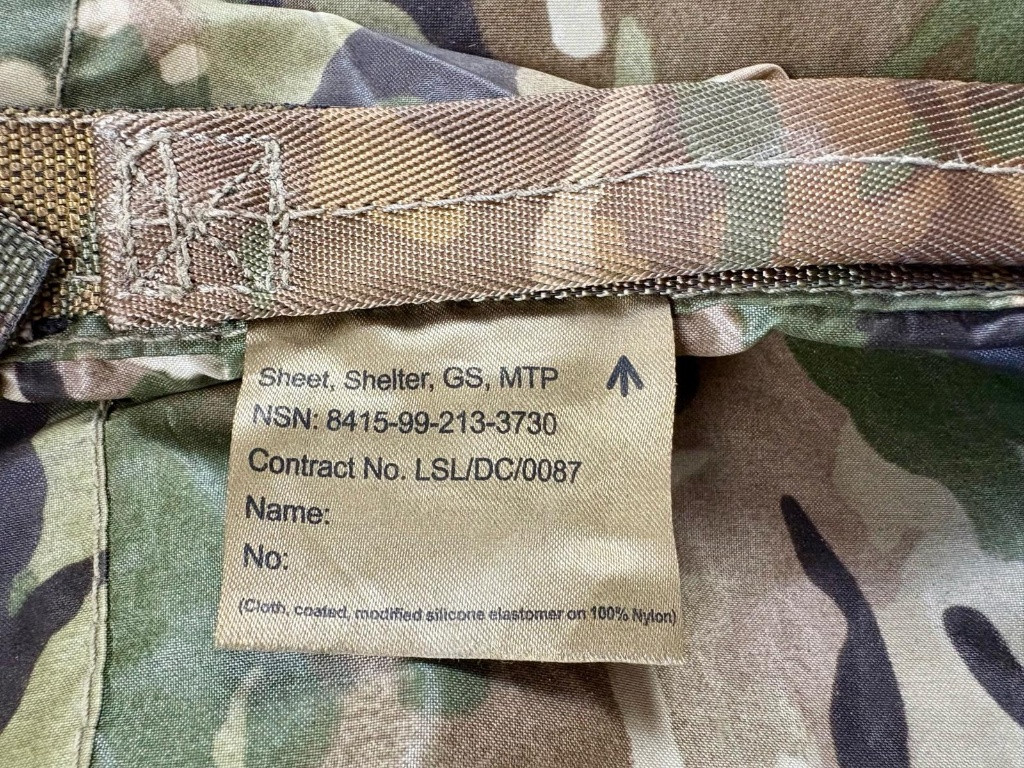 Sheet, Shelter, GS, MTP
NSN: 8415-99-213-3730
Contract No. LSL/DC/0087
Name:
No:
(Cloth, coated, modified silicone elastomer on 100% Nylon)